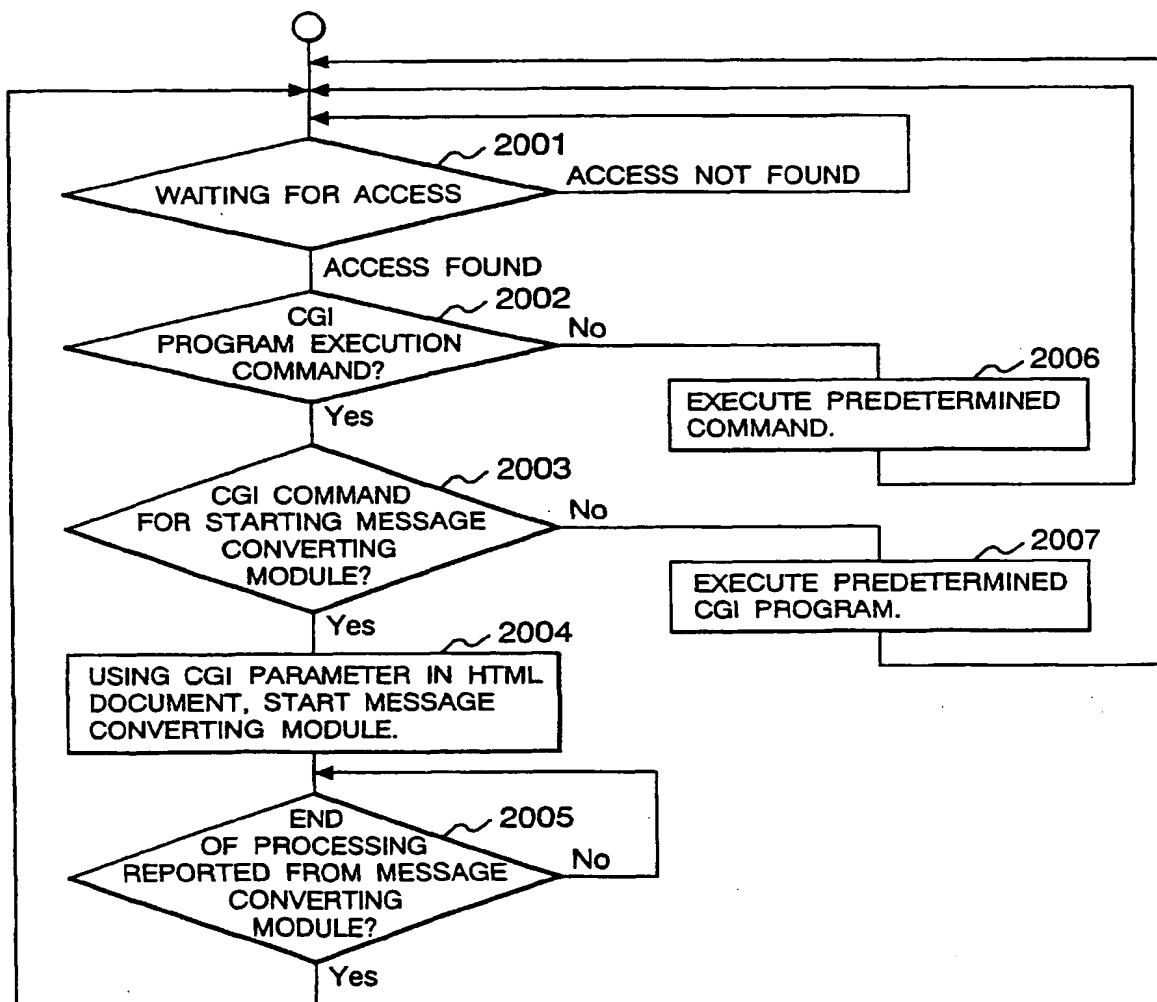 2001
WAITING FOR ACCESS
ACCESS NOT FOUND
ACCESS FOUND
2002
CGI
PROGRAM EXECUTION
COMMAND?
No
Yes
2006
EXECUTE PREDETERMINED
COMMAND.
2003
CGI COMMAND
FOR STARTING MESSAGE
CONVERTING
MODULE?
No
Yes
2007
EXECUTE PREDETERMINED
CGI PROGRAM.
2004
USING CGI PARAMETER IN HTML
DOCUMENT, START MESSAGE
CONVERTING MODULE.
2005
END
OF PROCESSING
REPORTED FROM MESSAGE
CONVERTING
MODULE?
No
Yes